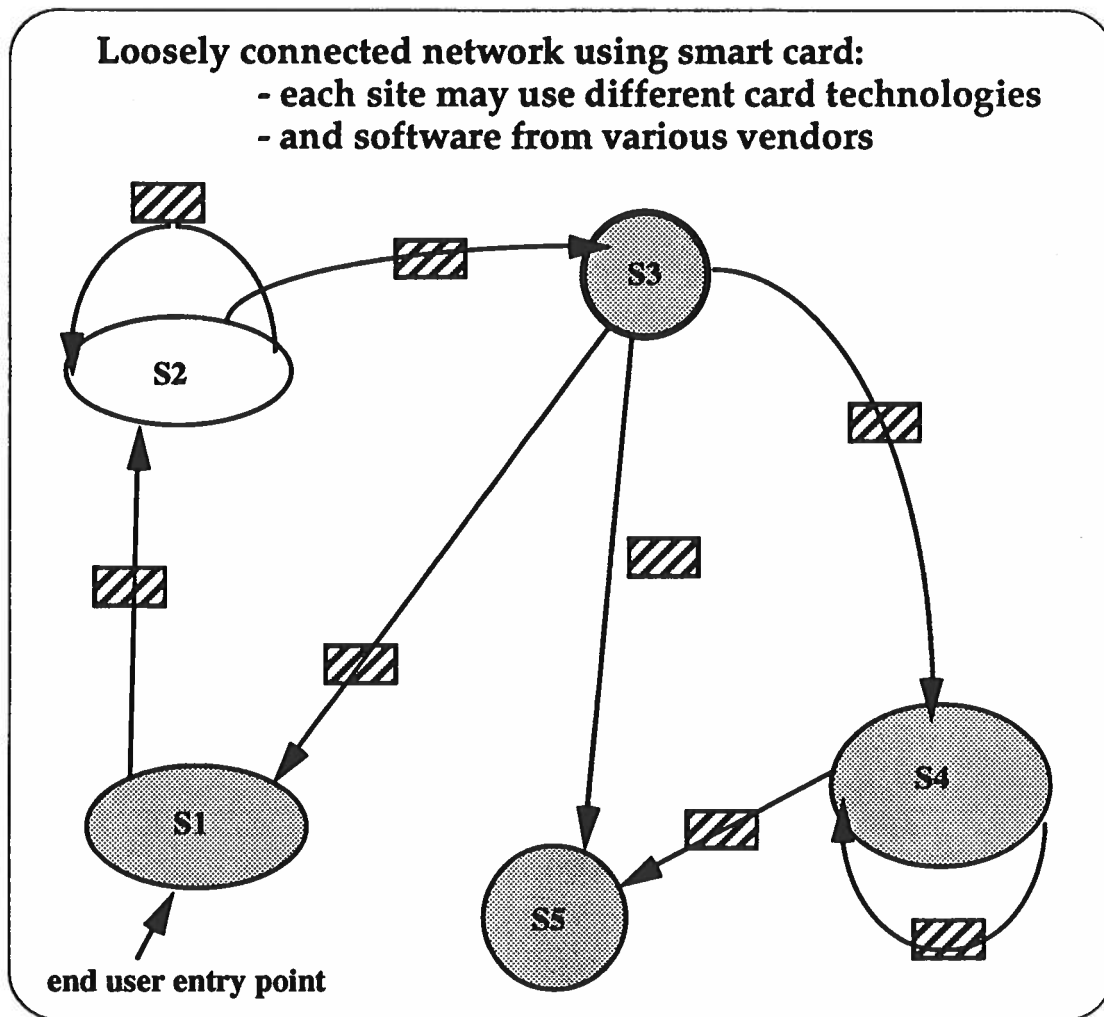 Loosely connected network using smart card:
- each site may use different card technologies
- and software from various vendors
S3
S2
S4
S1
S5
end user entry point